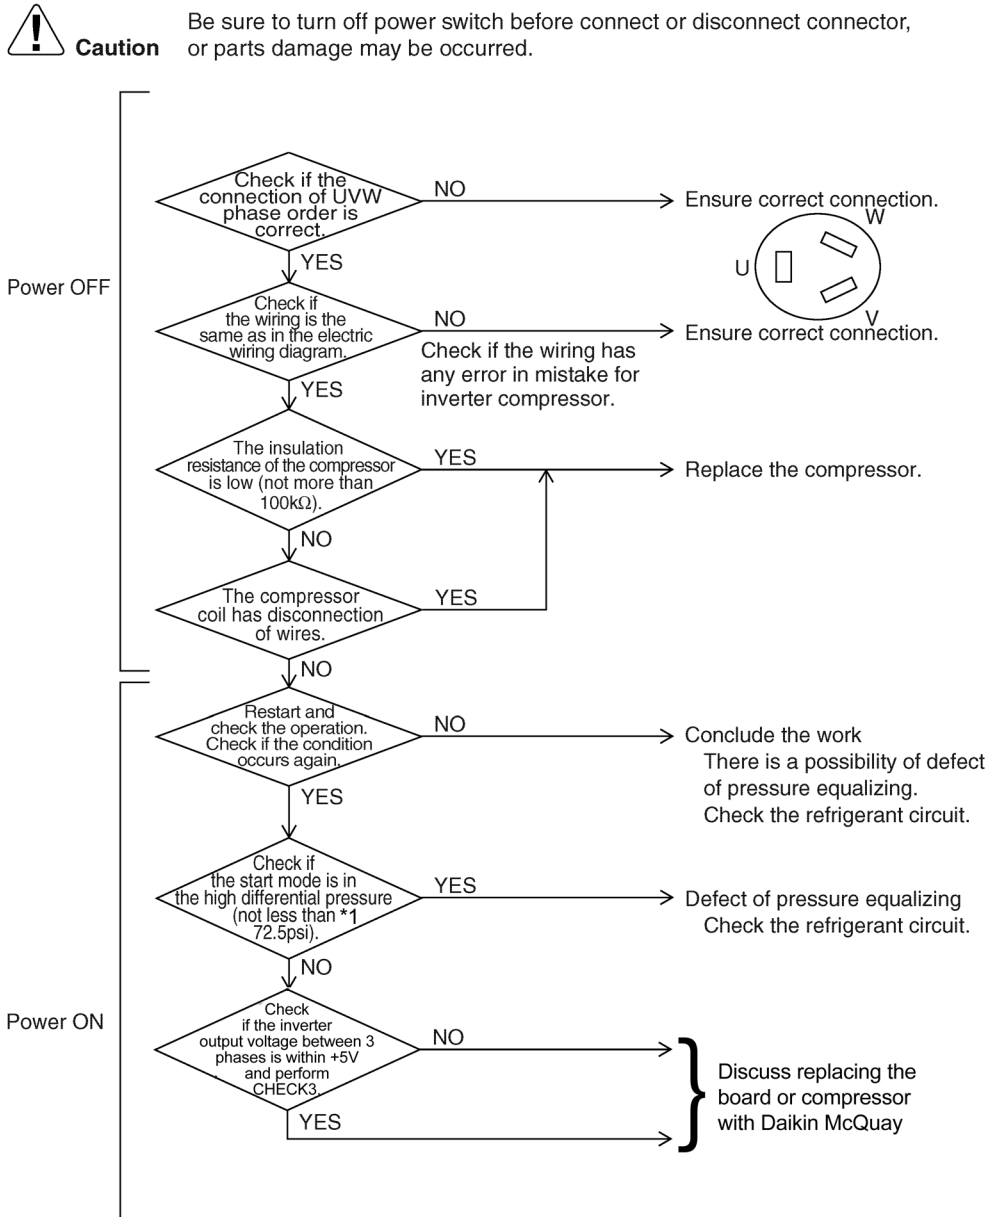 Be sure to turn off power switch before connect or disconnect connector,
Caution or parts damage may be occurred.
Check if the
connection of UVW
phase order is
correct.
NO
Ensure correct connection.
W
U
V
YES
Power OFF
Check if
the wiring is the
same as in the electric
wiring diagram.
NO
Check if the wiring has
any error in mistake for
inverter compressor.
Ensure correct connection.
YES
The insulation
resistance of the compressor
is low (not more than
100kΩ).
YES
Replace the compressor.
NO
The compressor
coil has disconnection
of wires.
YES
NO
Restart and
check the operation.
Check if the condition
occurs again.
NO
Conclude the work
There is a possibility of defect
of pressure equalizing.
Check the refrigerant circuit.
YES
Check if
the start mode is in
the high differential pressure
(not less than *1
72.5psi).
YES
Defect of pressure equalizing
Check the refrigerant circuit.
NO
Power ON
Check
if the inverter
output voltage between 3
phases is within +5V
and perform
CHECK3.
NO
YES
Discuss replacing the
board or compressor
with Daikin McQuay